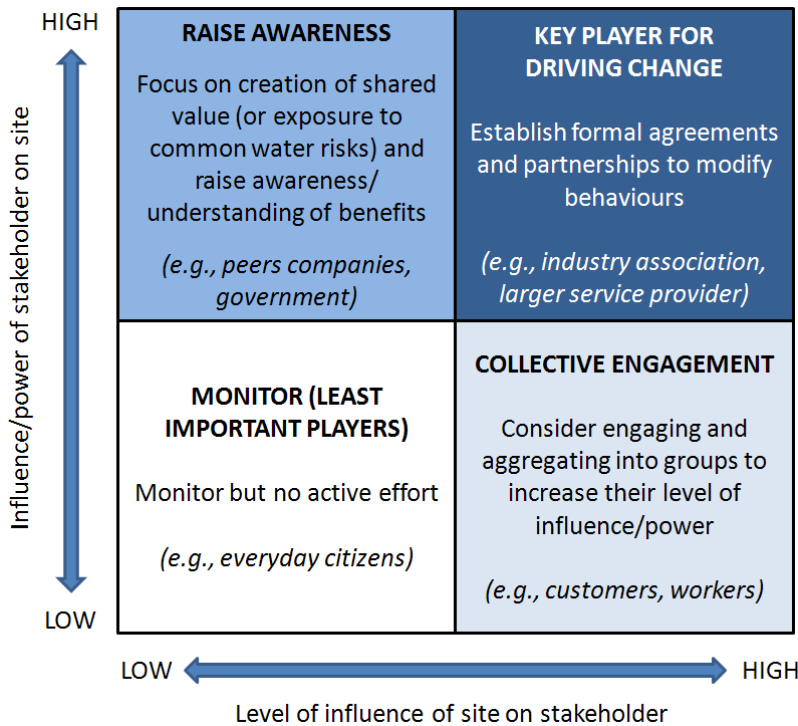 HIGH
Influence/power of stakeholder on site
LOW
RAISE AWARENESS
Focus on creation of shared
value (or exposure to
common water risks) and
raise awareness/
understanding of benefits
(e.g., peers companies,
government)
KEY PLAYER FOR
DRIVING CHANGE
Establish formal agreements
and partnerships to modify
behaviours
(e.g., industry association,
larger service provider)
MONITOR (LEAST
IMPORTANT PLAYERS)
Monitor but no active effort
(e.g., everyday citizens)
COLLECTIVE ENGAGEMENT
Consider engaging and
aggregating into groups to
increase their level of
influence/power
(e.g., customers, workers)
LOW
HIGH
Level of influence of site on stakeholder